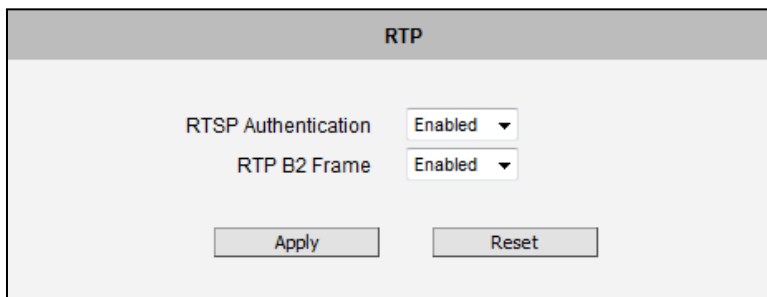 RTP
RTSP Authentication Enabled
RTP B2 Frame Enabled
Apply Reset